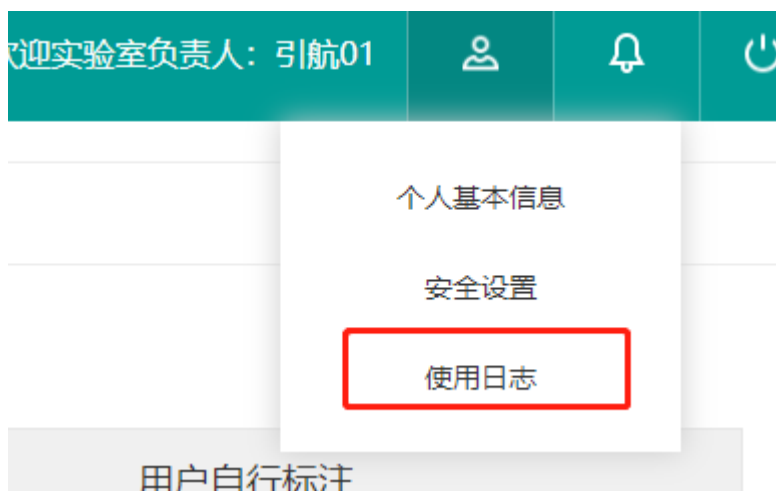 欢迎实验室负责人：引航01
个人基本信息
安全设置
使用日志
用户自行标注